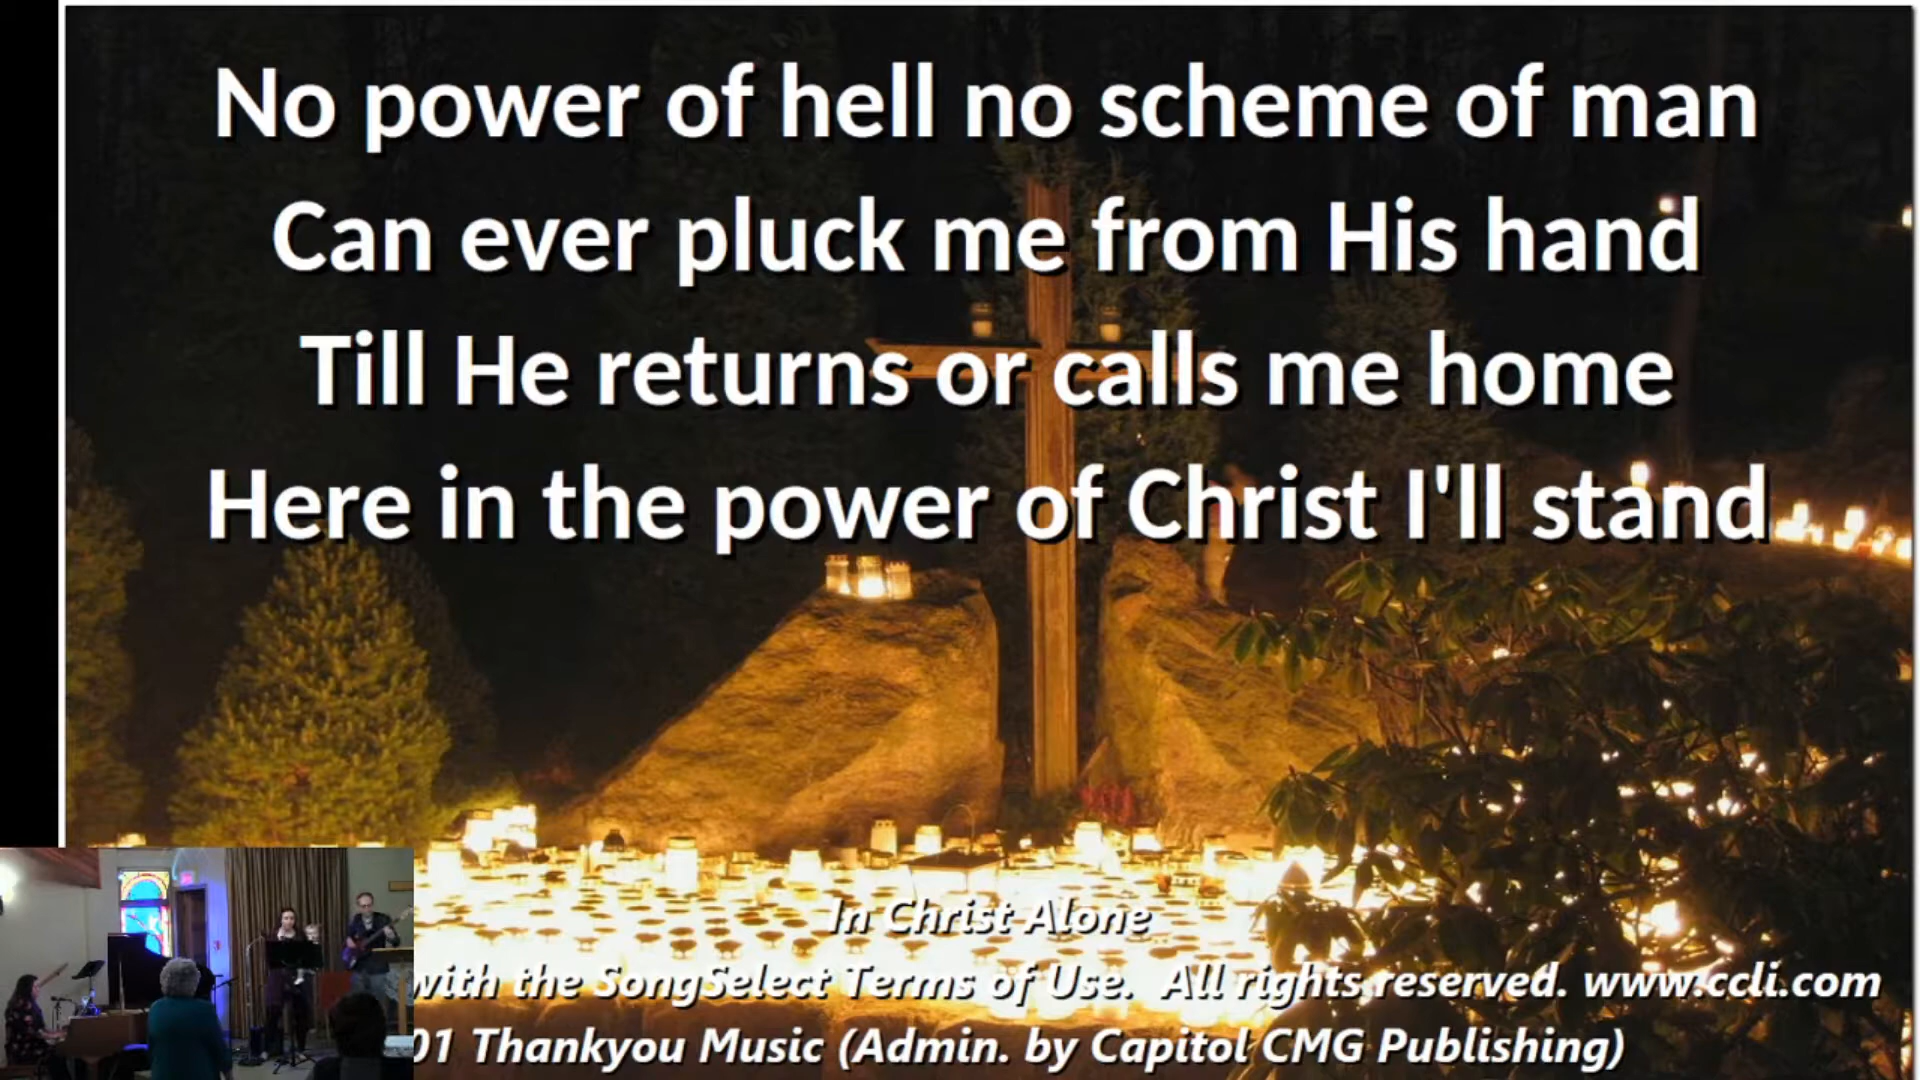 No power of hell no scheme of man
Can ever pluck me from His hand
Till He returns or calls me home
Here in the power of Christ I'll stand
In Christ Alone
with the SongSelect Terms of Use.  All rights reserved. www.ccli.com
01 Thankyou Music (Admin. by Capitol CMG Publishing)